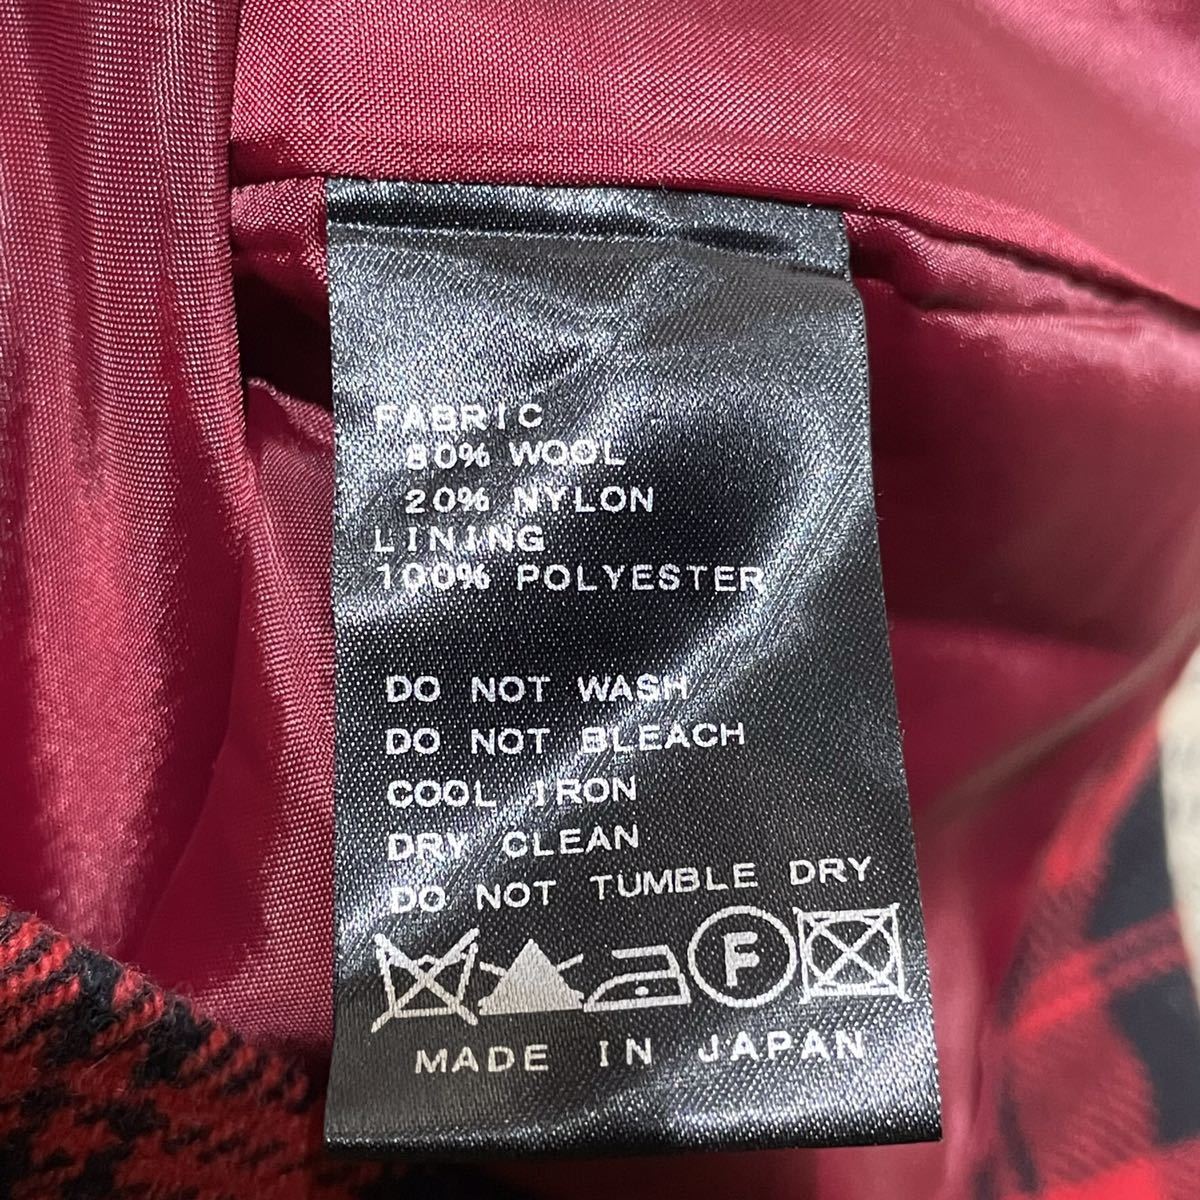 FABRIC
80% WOOL
20% NYLON
LINING
100% POLYESTER
DO NOT WASH
DO NOT BLEACH
COOL IRON
DRY CLEAN
DO NOT TUMBLE DRY
F
MADE IN JAPAN